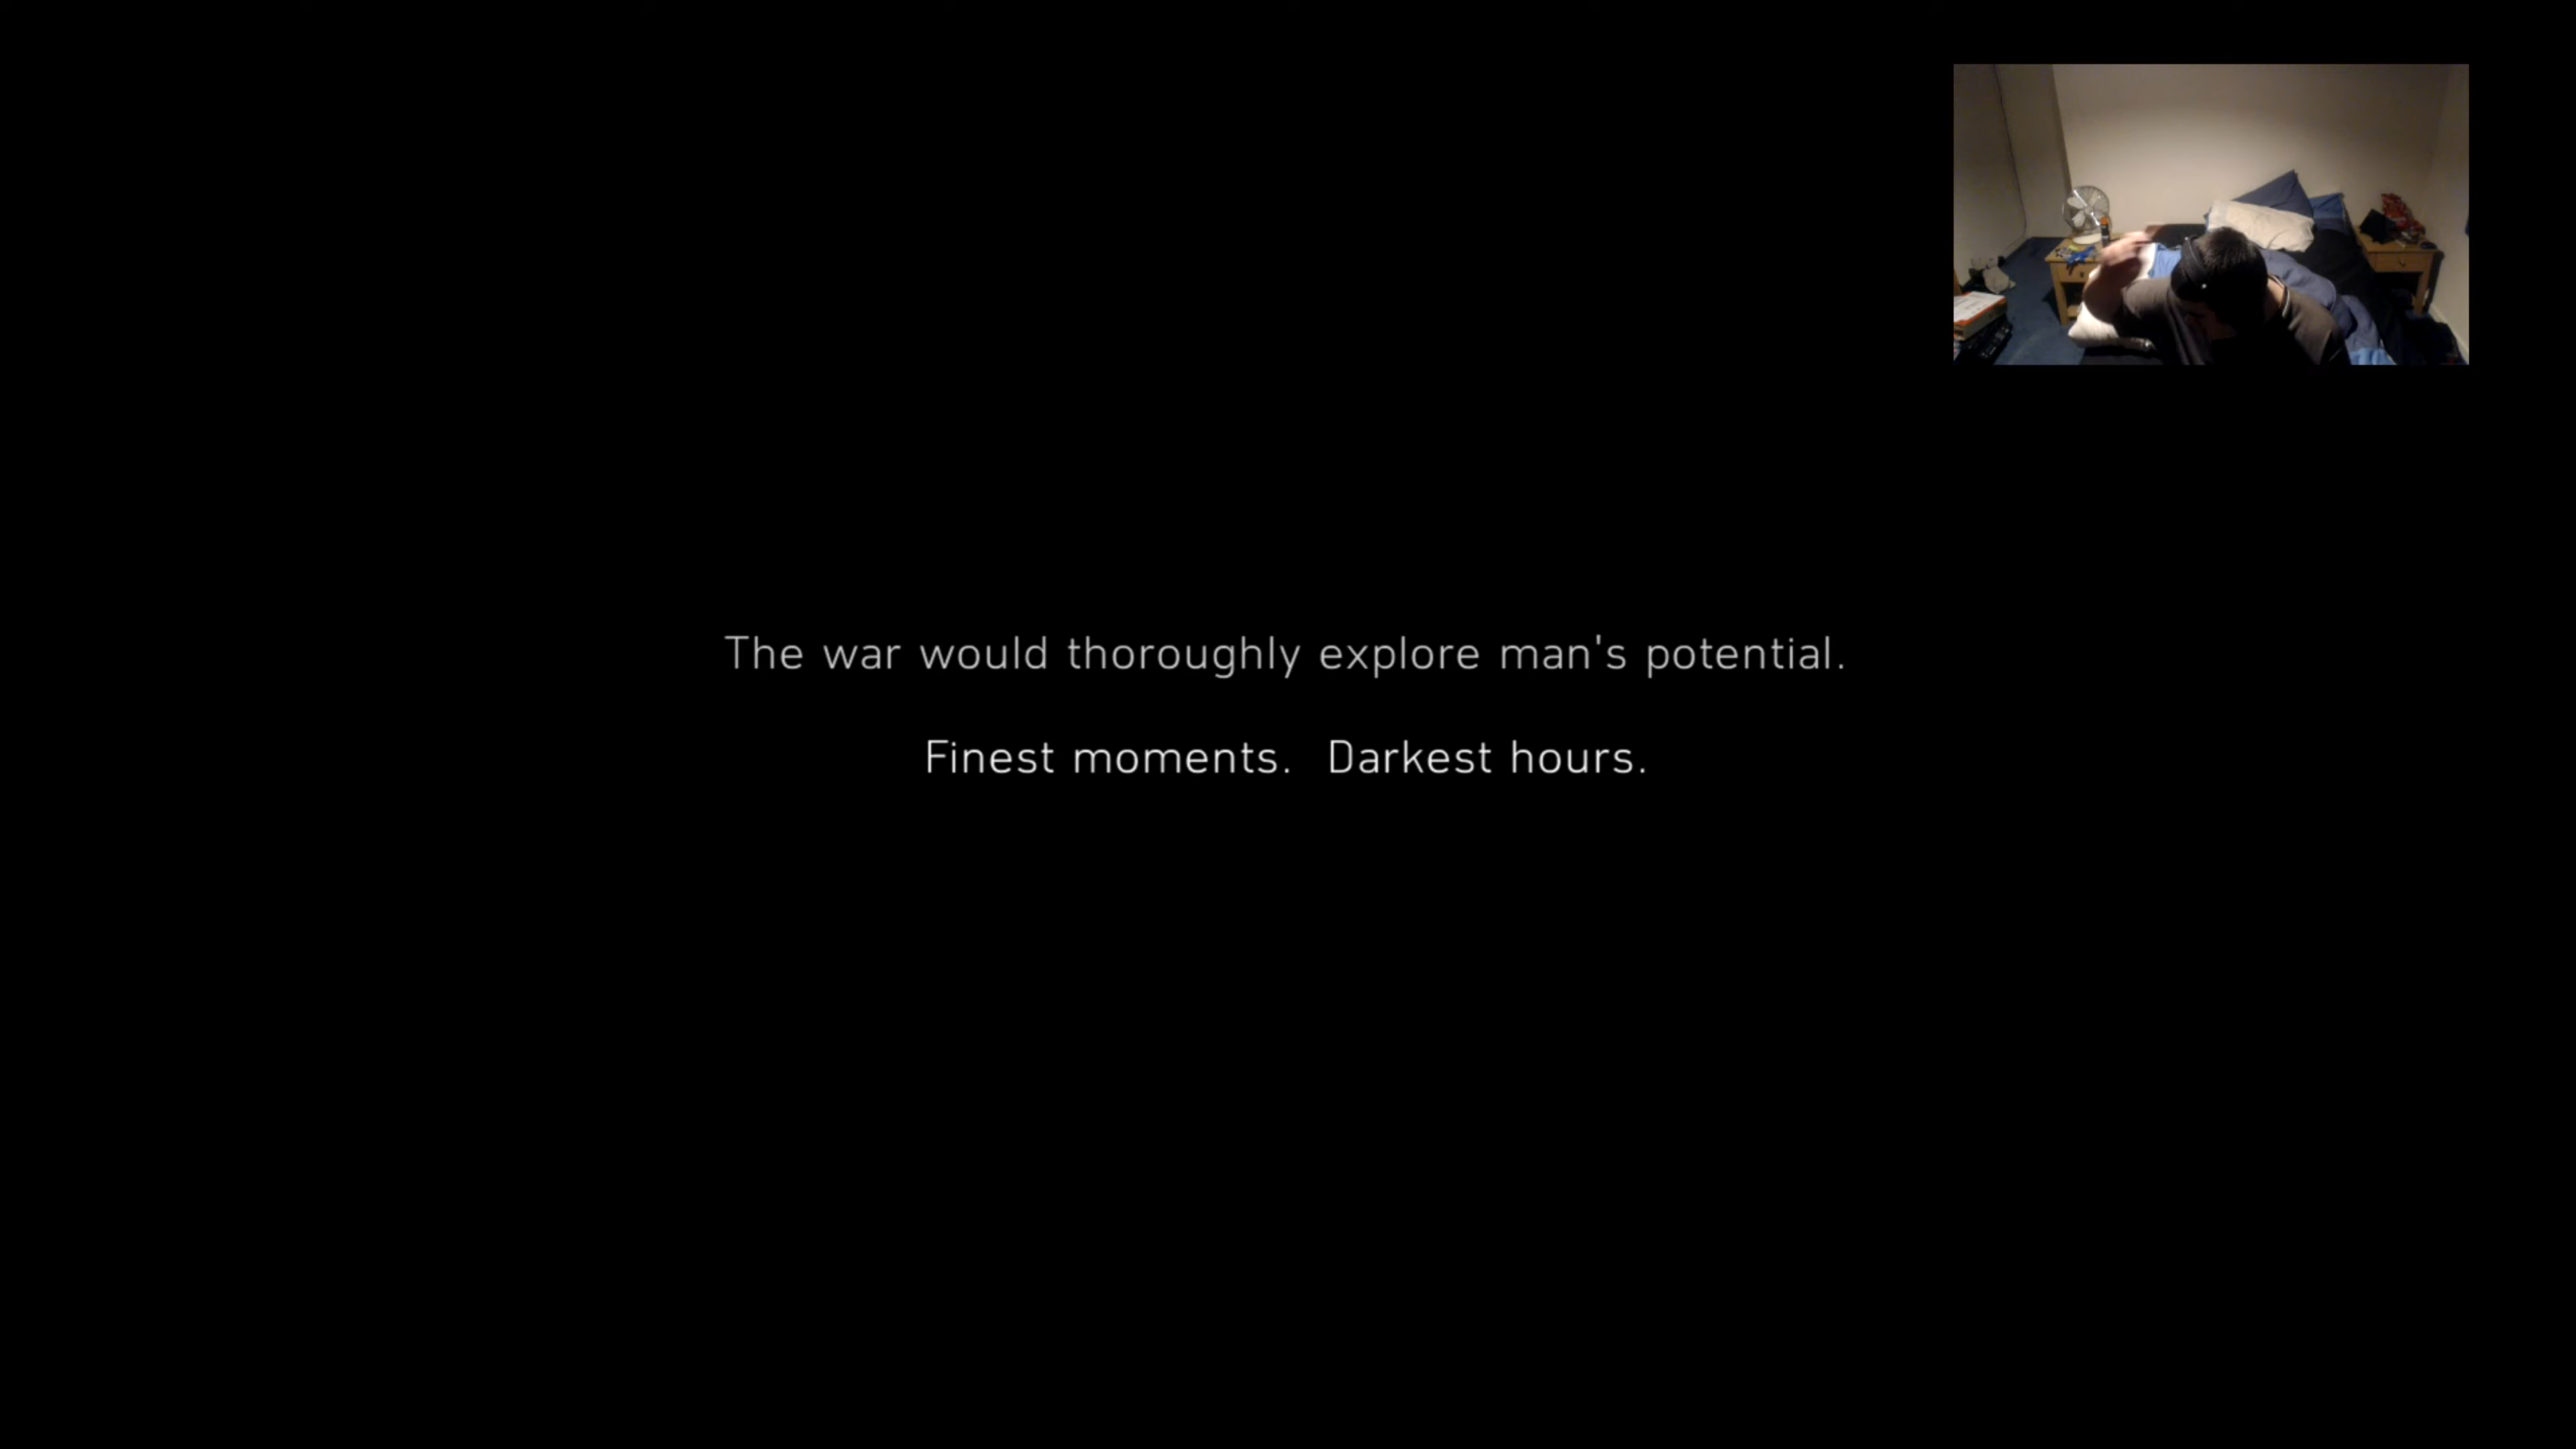 The war would thoroughly explore man's potential.
Finest moments.  Darkest hours.